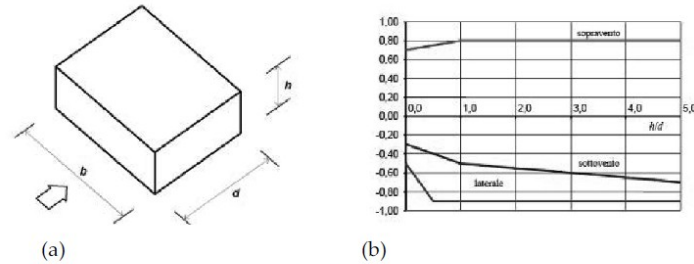 h
b
d
(a)
1,00
0,80
0,60
0,40
0,20
0,00
-0,20
-0,40
-0,60
-0,80
-1,00
sopravento
0,0 1,0 2,0 3,0 4,0 5,0
h/d
sottovento
laterale
(b)